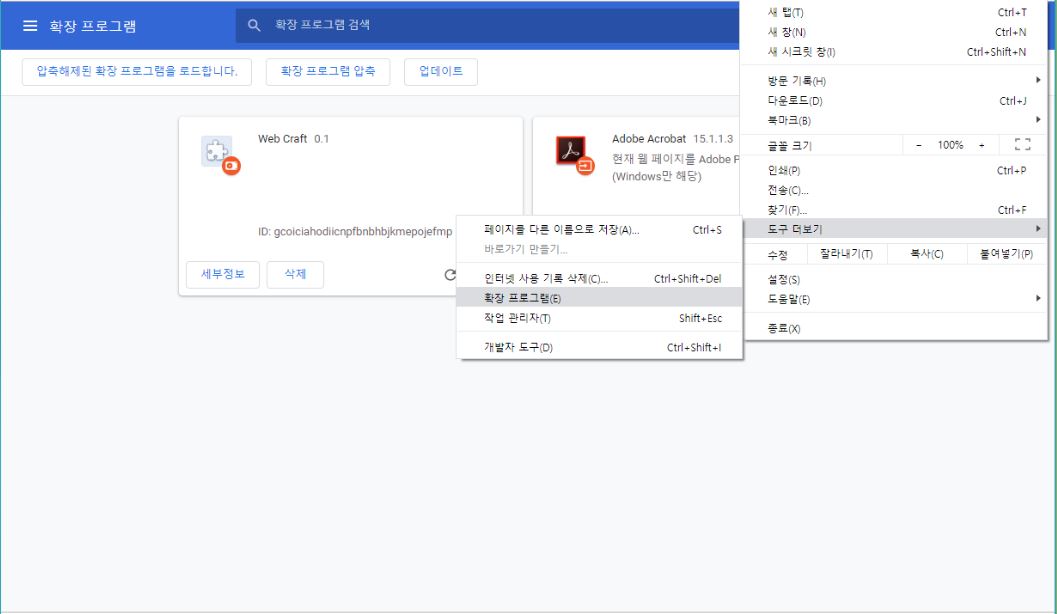 확장 프로그램
확장 프로그램 검색
압축해제된 확장 프로그램을 로드합니다.
확장 프로그램 압축
업데이트
Web Craft 0.1
ID: gcoiciahodiicnpfbnbhbjkmepojefmp
세부정보
삭제
Adobe Acrobat 15.1.1.3
현재 웹 페이지를 Adobe P
(Windows만 해당)
새 탭(T) Ctrl+T
새 창(N) Ctrl+N
새 시크릿 창(I) Ctrl+Shift+N
방문 기록(H)
다운로드(D) Ctrl+J
북마크(B)
글꼴 크기 - 100% +
인쇄(P) Ctrl+P
전송(C)...
찾기(F)... Ctrl+F
도구 더보기
수정 잘라내기(T) 복사(C) 붙여넣기(P)
설정(S)
도움말(E)
종료(X)
페이지를 다른 이름으로 저장(A)... Ctrl+S
바로가기 만들기...
인터넷 사용 기록 삭제(C)... Ctrl+Shift+Del
확장 프로그램(E)
작업 관리자(T) Shift+Esc
개발자 도구(D) Ctrl+Shift+I